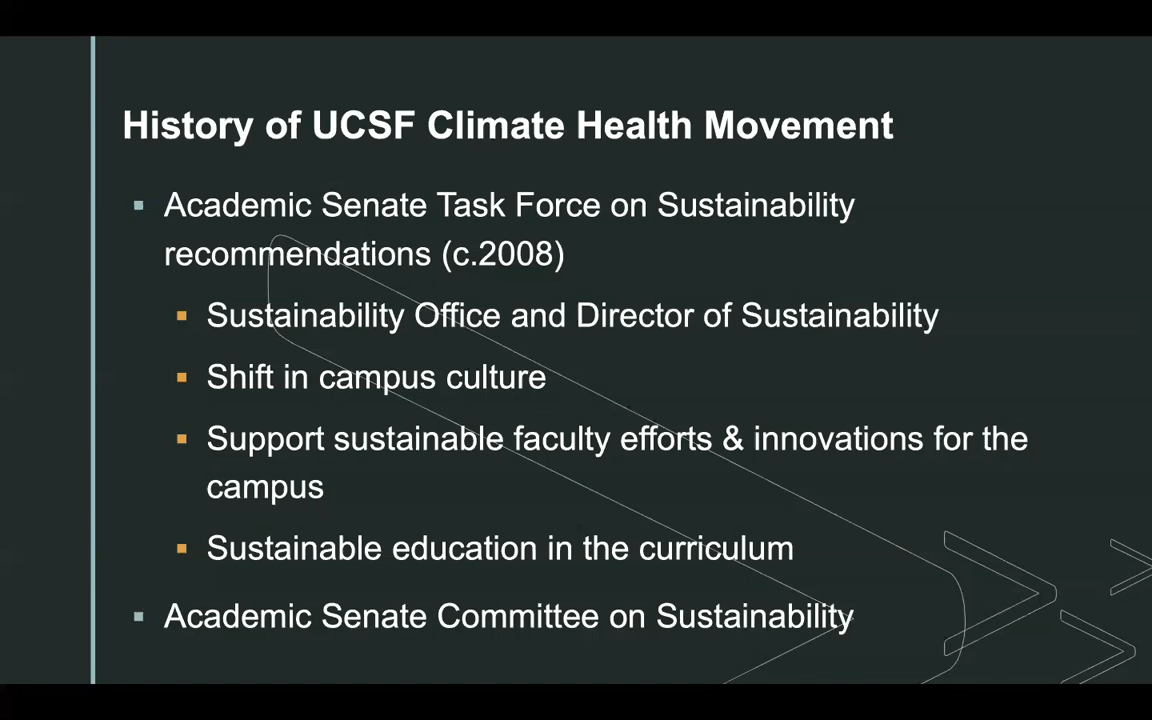 History of UCSF Climate Health Movement
Academic Senate Task Force on Sustainability
recommendations (c.2008)
Sustainability Office and Director of Sustainability
Shift in campus culture
Support sustainable faculty efforts & innovations for the
campus
Sustainable education in the curriculum
Academic Senate Committee on Sustainability